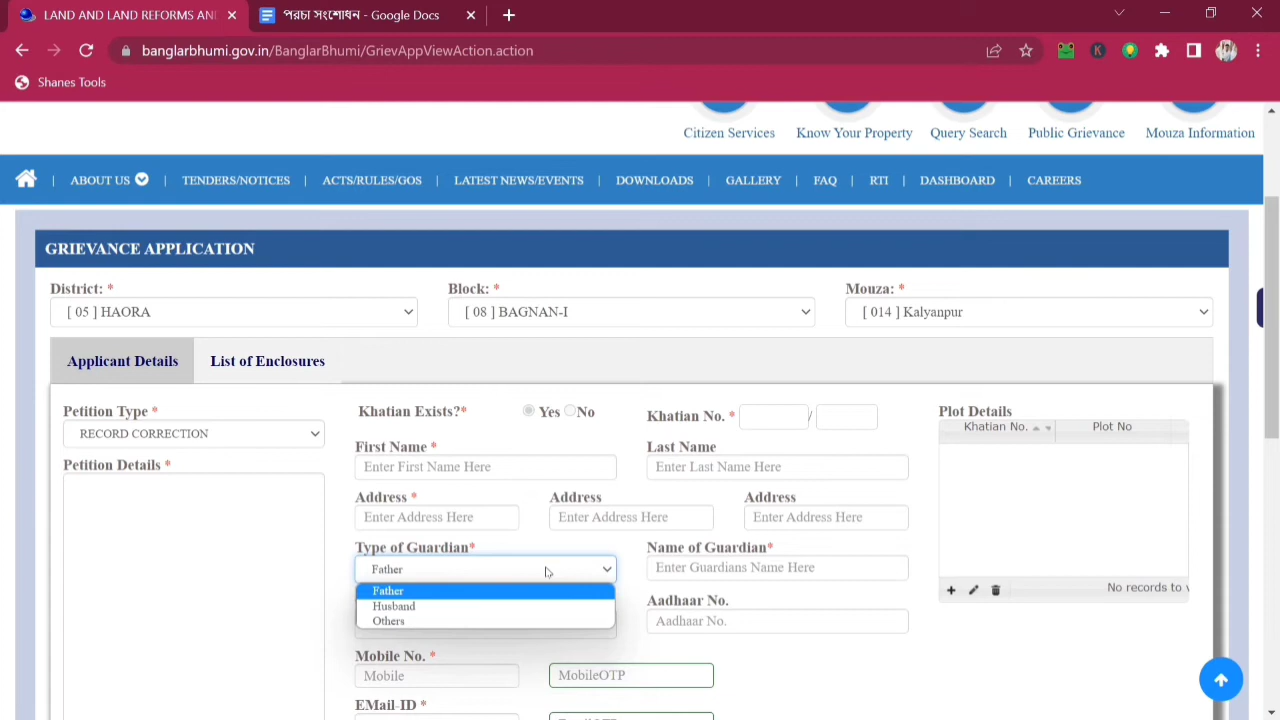 LAND AND LAND REFORMS AN
পরচা সংশোধন - Google Docs
banglarbhumi.gov.in/BanglarBhumi/GrievAppViewAction.action
K
Shanes Tools
Citizen Services Know Your Property Query Search Public Grievance Mouza Information
ABOUT US | TENDERS/NOTICES | ACTS/RULES/GOS | LATEST NEWS/EVENTS | DOWNLOADS | GALLERY | FAQ | RTI | DASHBOARD | CAREERS
GRIEVANCE APPLICATION
District: * Block: * Mouza: *
[ 05 ] HAORA [ 08 ] BAGNAN-I [ 014 ] Kalyanpur
Applicant Details List of Enclosures
Petition Type * Khatian Exists?* Yes No Khatian No. * / Plot Details
RECORD CORRECTION Khatian No. Plot No
Petition Details * First Name * Last Name
Enter First Name Here Enter Last Name Here
Address * Address Address
Enter Address Here Enter Address Here Enter Address Here
Type of Guardian* Name of Guardian*
Father Enter Guardians Name Here
Father No records to v
Husband Aadhaar No.
Others Aadhaar No.
Mobile No. *
Mobile MobileOTP
EMail-ID *